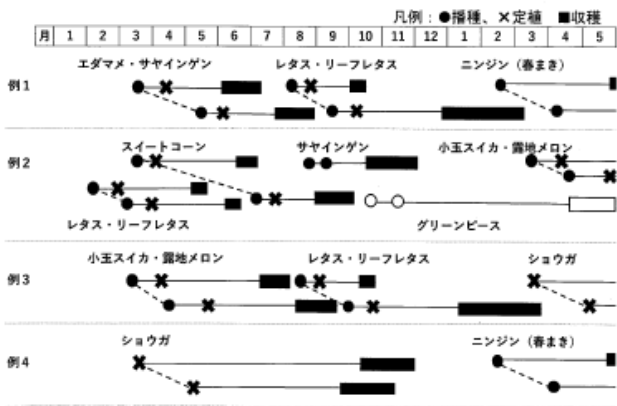 凡例：●播種、✕定植　■収穫
月 1 2 3 4 5 6 7 8 9 10 11 12 1 2 3 4 5
エダマメ・サヤインゲン　レタス・リーフレタス　ニンジン（春まき）
例1
スイートコーン　サヤインゲン　小玉スイカ・露地メロン
例2
レタス・リーフレタス　グリーンピース
小玉スイカ・露地メロン　レタス・リーフレタス　ショウガ
例3
ショウガ　ニンジン（春まき）
例4